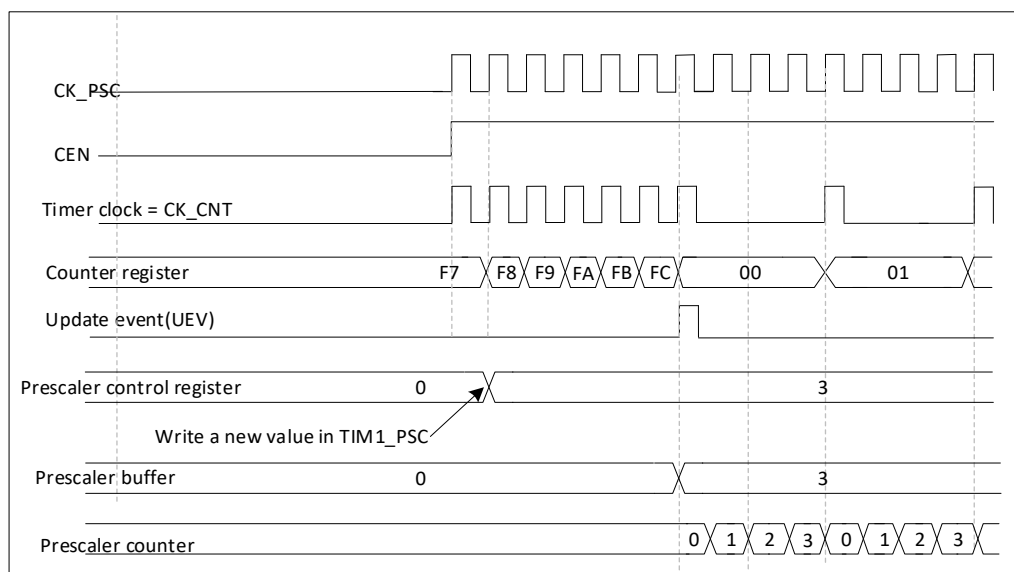 CK_PSC
CEN
Timer clock = CK_CNT
Counter register F7 F8 F9 FA FB FC 00 01
Update event(UEV)
Prescaler control register 0 3
Write a new value in TIM1_PSC
Prescaler buffer 0 3
Prescaler counter 0 1 2 3 0 1 2 3